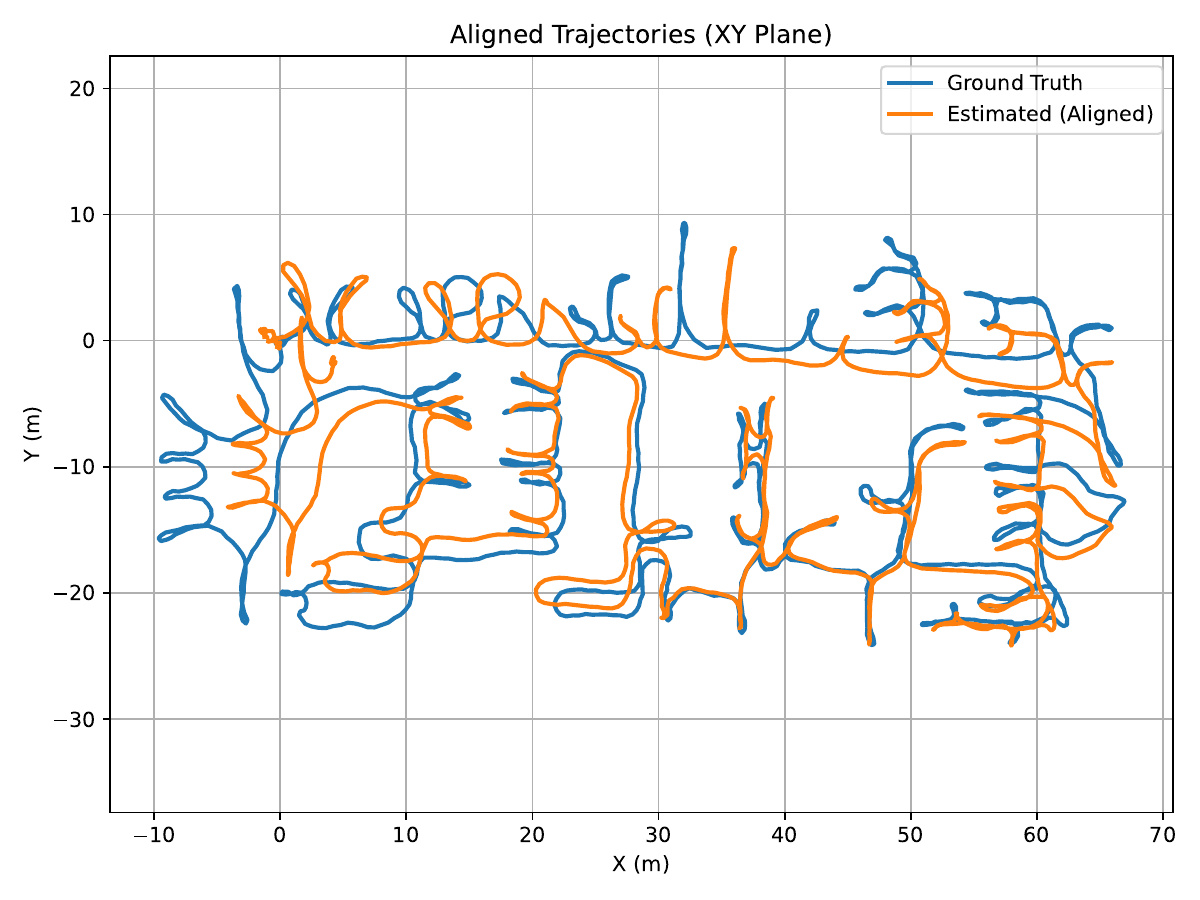 Aligned Trajectories (XY Plane)
Ground Truth
Estimated (Aligned)
20
10
0
−10
−20
−30
Y (m)
−10 0 10 20 30 40 50 60 70
X (m)